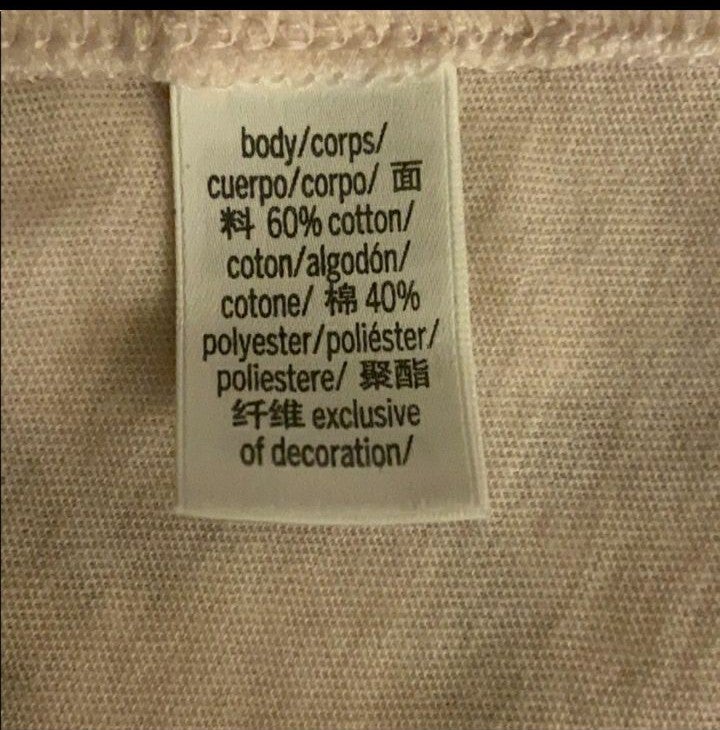 body/corps/
cuerpo/corpo/ 面
料 60% cotton/
coton/algodón/
cotone/ 棉 40%
polyester/poliéster/
poliestere/ 聚酯
纤维 exclusive
of decoration/